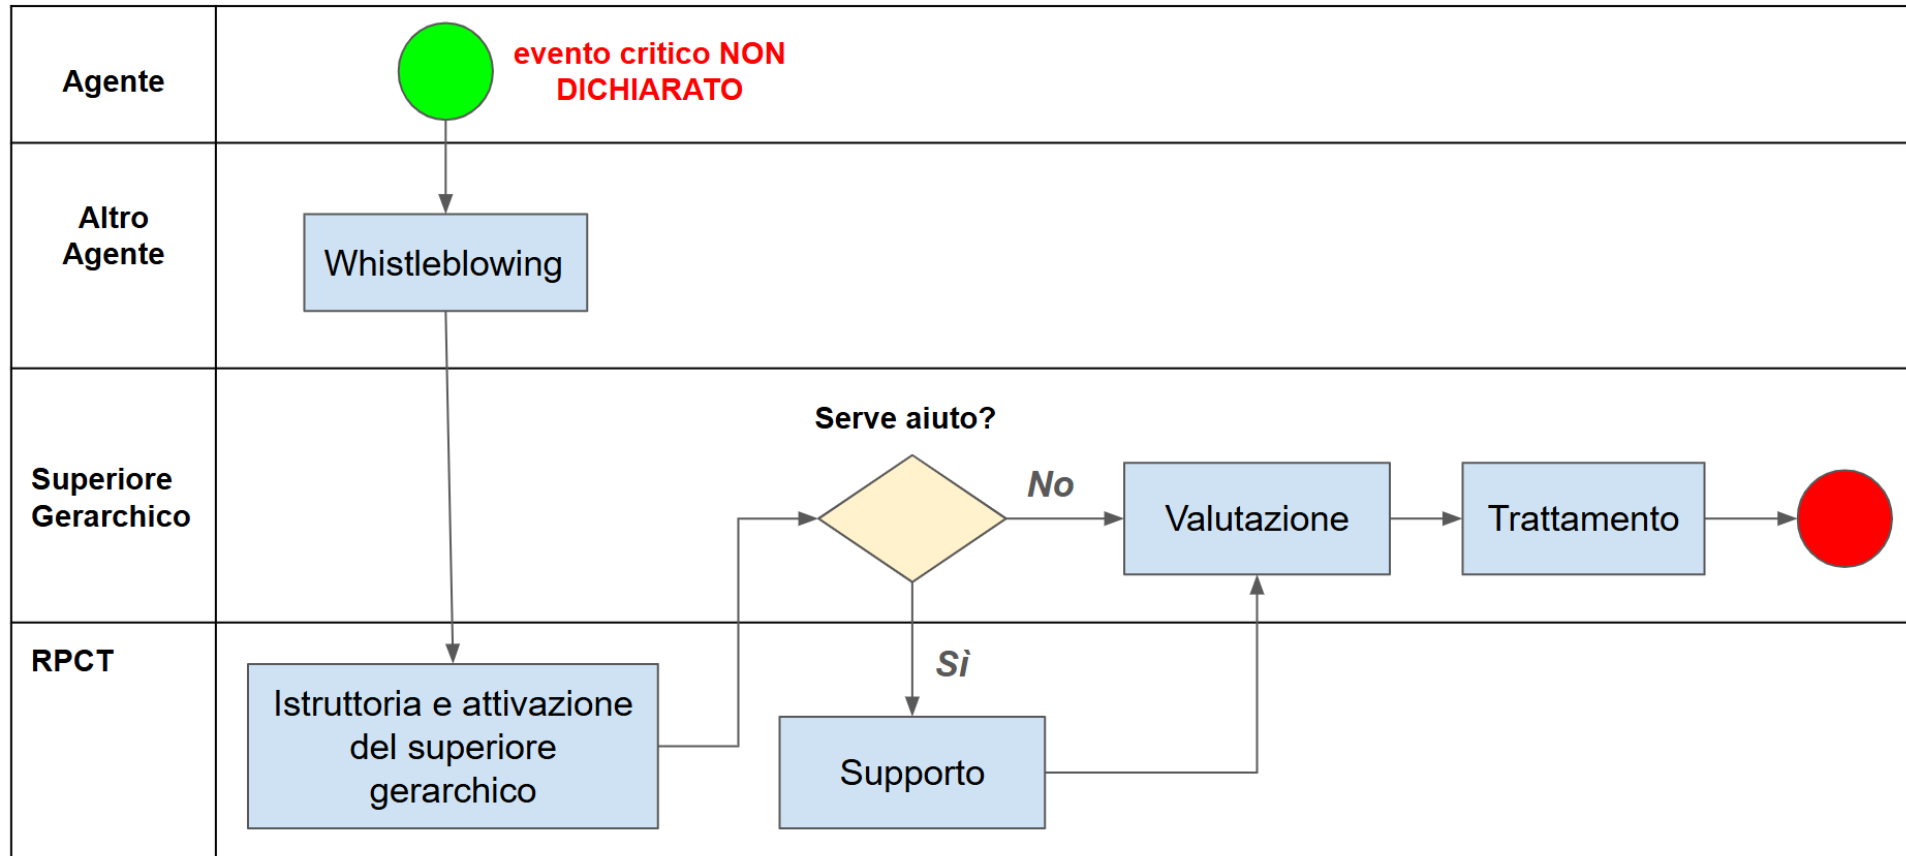 Agente
evento critico NON
DICHIARATO
Altro
Agente
Whistleblowing
Superiore
Gerarchico
Serve aiuto?
No
Valutazione
Trattamento
RPCT
Istruttoria e attivazione
del superiore
gerarchico
Sì
Supporto